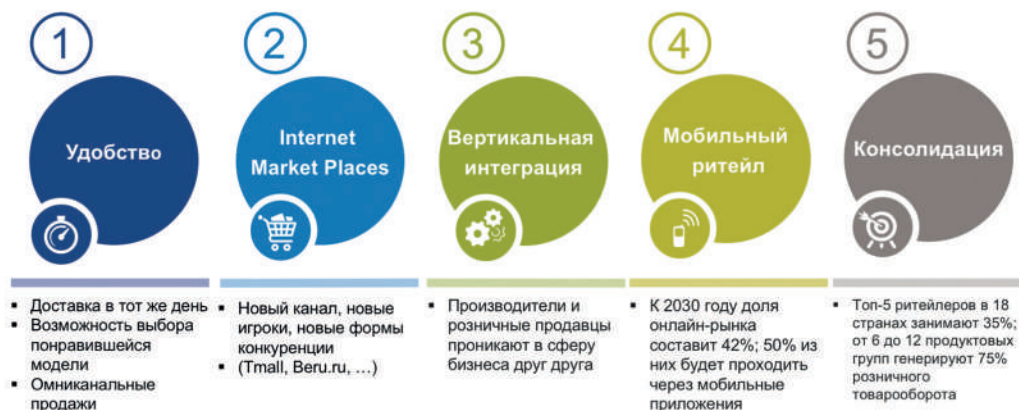 1
Удобство
▪ Доставка в тот же день
▪ Возможность выбора
понравившейся
модели
▪ Омниканальные
продажи
2
Internet
Market Places
▪ Новый канал, новые
игроки, новые формы
конкуренции
▪ (Tmall, Beru.ru, …)
3
Вертикальная
интеграция
▪ Производители и
розничные продавцы
проникают в сферу
бизнеса друг друга
4
Мобильный
ритейл
▪ К 2030 году доля
онлайн-рынка
составит 42%; 50% из
них будет проходить
через мобильные
приложения
5
Консолидация
▪ Топ-5 ритейлеров в 18
странах занимают 35%;
от 6 до 12 продуктовых
групп генерируют 75%
розничного
товарооборота